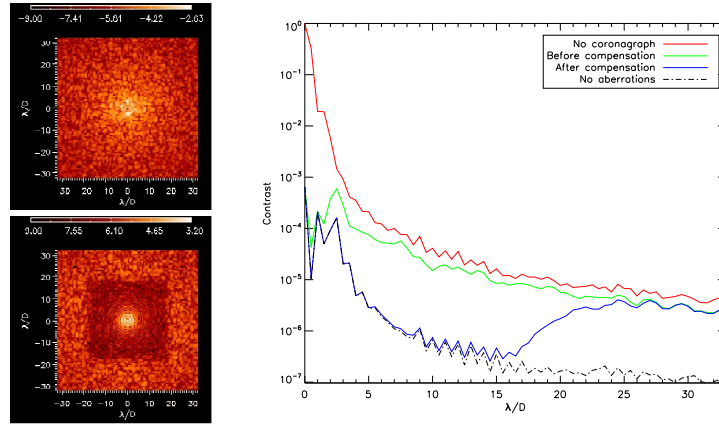 −9.00 −7.41 −5.81 −4.22 −2.63
λ/D
30
20
10
0
−10
−20
−30
−30 −20 −10 0 10 20 30
λ/D
9.00 7.55 6.10 4.65 3.20
λ/D
30
20
10
0
−10
−20
−30
−30 −20 −10 0 10 20 30
λ/D
Contrast
10^0
10^-1
10^-2
10^-3
10^-4
10^-5
10^-6
10^-7
No coronagraph
Before compensation
After compensation
No aberrations
0 5 10 15 20 25 30
λ/D